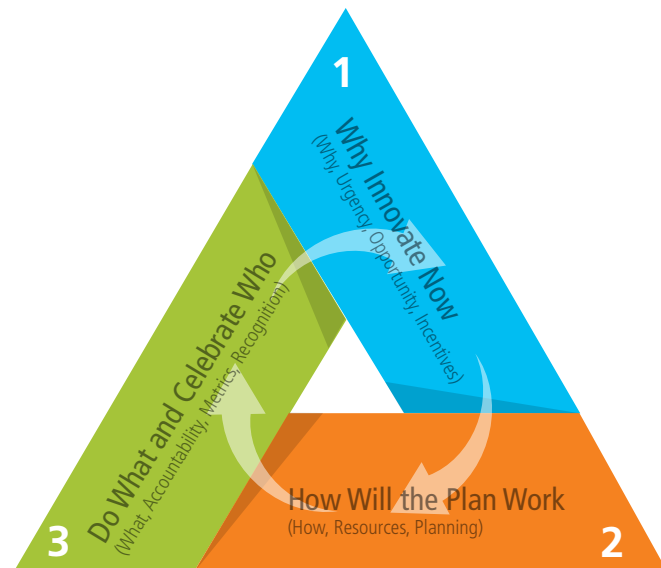 1
Why Innovate Now
(Why, Urgency, Opportunity, Incentives)
How Will the Plan Work
(How, Resources, Planning)
2
Do What and Celebrate Who
(What, Accountability, Metrics, Recognition)
3